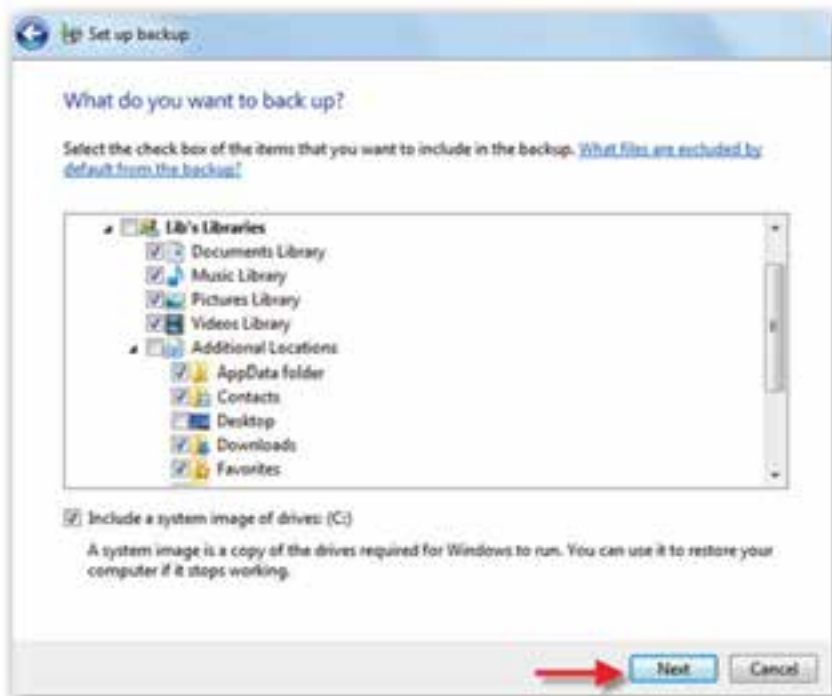 Set up backup
What do you want to back up?
Select the check box of the items that you want to include in the backup. What files are excluded by
default from the backup?
Lib's Libraries
Documents Library
Music Library
Pictures Library
Videos Library
Additional Locations
AppData folder
Contacts
Desktop
Downloads
Favorites
Include a system image of drives: (C:)
A system image is a copy of the drives required for Windows to run. You can use it to restore your
computer if it stops working.
Next Cancel